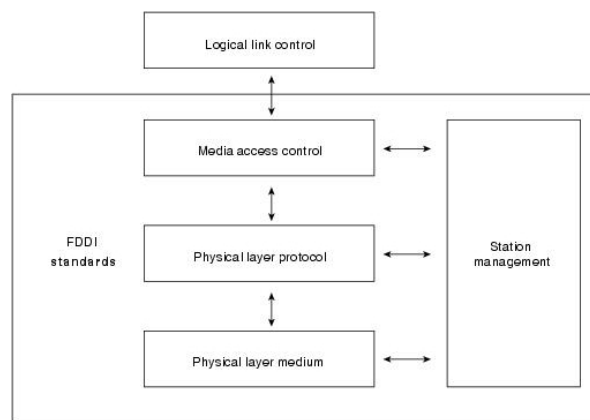 Logical link control
Media access control
FDDI
standards
Physical layer protocol
Station
management
Physical layer medium